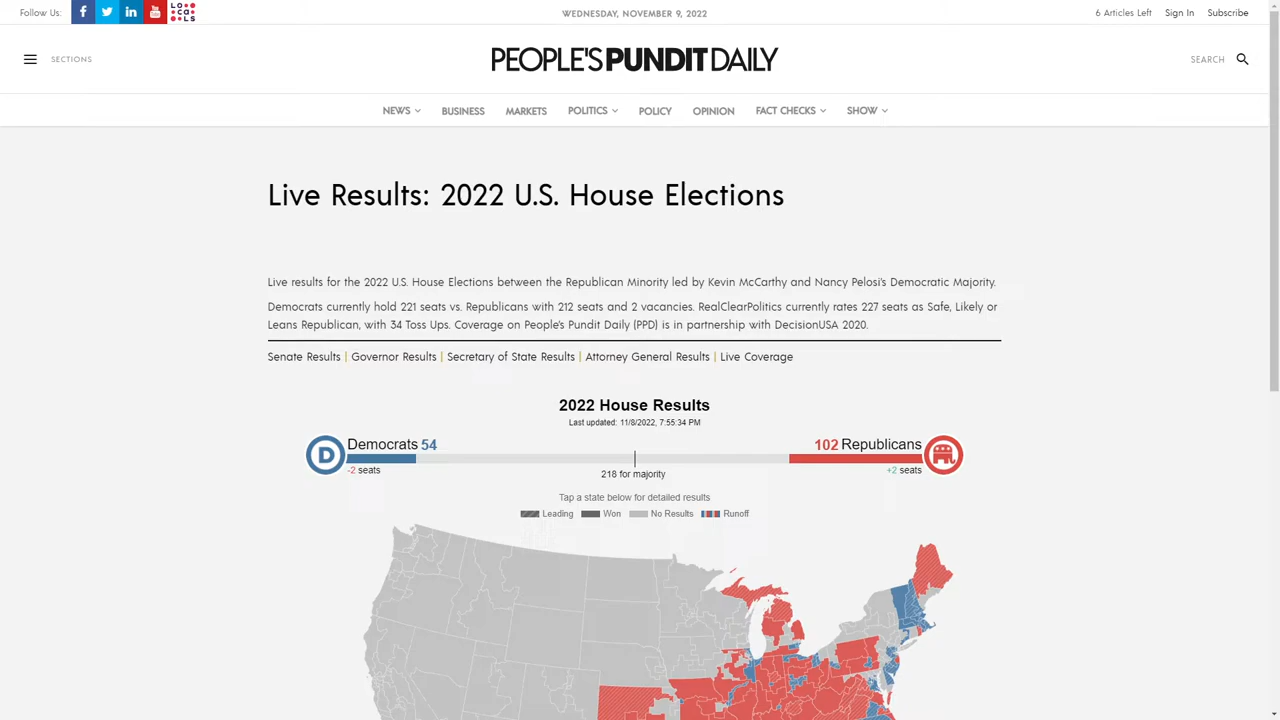 Follow Us:
LO
ca
LS
WEDNESDAY, NOVEMBER 9, 2022
6 Articles Left Sign In Subscribe
SECTIONS
PEOPLE'S PUNDIT DAILY
SEARCH
NEWS BUSINESS MARKETS POLITICS POLICY OPINION FACT CHECKS SHOW
Live Results: 2022 U.S. House Elections
Live results for the 2022 U.S. House Elections between the Republican Minority led by Kevin McCarthy and Nancy Pelosi's Democratic Majority.
Democrats currently hold 221 seats vs. Republicans with 212 seats and 2 vacancies. RealClearPolitics currently rates 227 seats as Safe, Likely or
Leans Republican, with 34 Toss Ups. Coverage on People's Pundit Daily (PPD) is in partnership with DecisionUSA 2020.
Senate Results | Governor Results | Secretary of State Results | Attorney General Results | Live Coverage
2022 House Results
Last updated: 11/8/2022, 7:55:34 PM
D Democrats 54
102 Republicans
-2 seats
218 for majority
+2 seats
Tap a state below for detailed results
Leading Won No Results Runoff